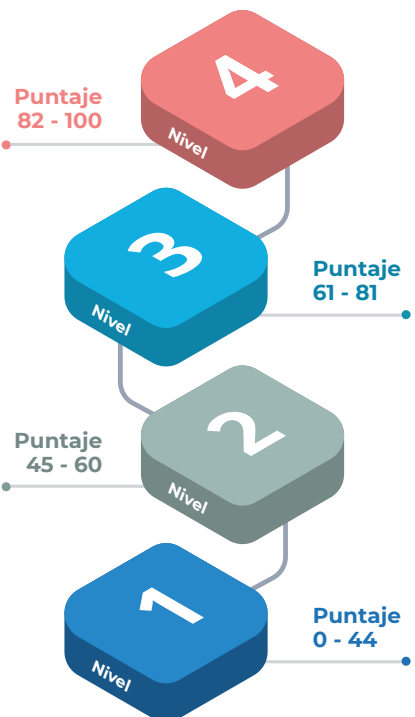 4
Nivel
Puntaje
82 - 100
3
Nivel
Puntaje
61 - 81
2
Nivel
Puntaje
45 - 60
1
Nivel
Puntaje
0 - 44